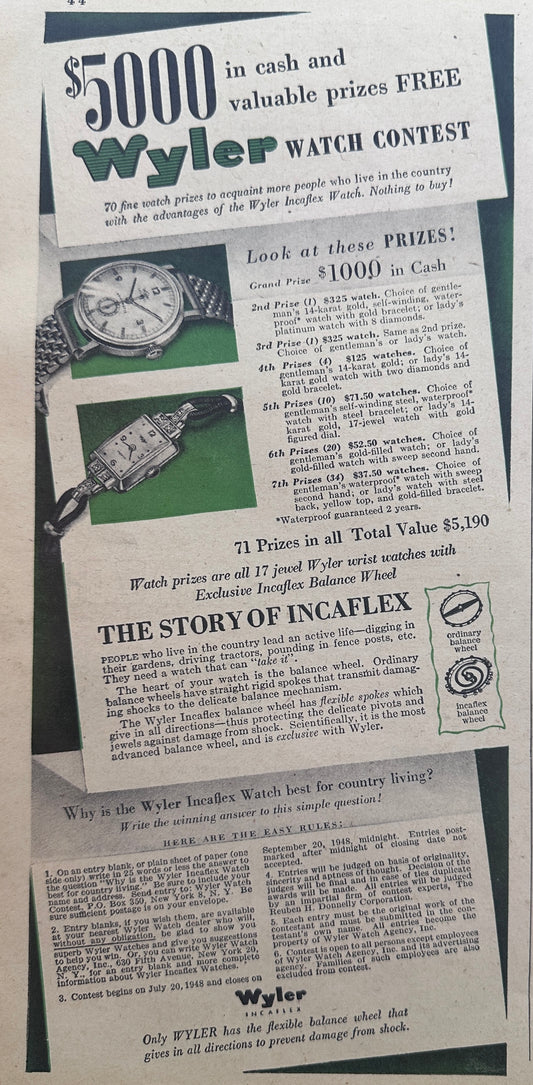 44
$5000 in cash and
valuable prizes FREE
Wyler WATCH CONTEST
70 fine watch prizes to acquaint more people who live in the country
with the advantages of the Wyler Incaflex Watch. Nothing to buy!
Look at these PRIZES!
Grand Prize $1000 in Cash
2nd Prize (1) $325 watch. Choice of gentle-
man's 14-karat gold, self-winding, water-
proof* watch with gold bracelet; or lady's
platinum watch with 8 diamonds.
3rd Prize (1) $325 watch. Same as 2nd prize.
Choice of gentleman's or lady's watch.
4th Prizes (4) $125 watches. Choice of
gentleman's 14-karat gold; or lady's 14-
karat gold watch with two diamonds and
gold bracelet.
5th Prizes (10) $71.50 watches. Choice of
gentleman's self-winding steel, waterproof*
watch with steel bracelet; or lady's 14-
karat gold, 17-jewel watch with gold
figured dial.
6th Prizes (20) $52.50 watches. Choice of
gentleman's gold-filled watch; or lady's
gold-filled watch with sweep second hand.
7th Prizes (34) $37.50 watches. Choice of
gentleman's waterproof* watch with sweep
second hand; or lady's watch with steel
back, yellow top, and gold-filled bracelet.
*Waterproof guaranteed 2 years.
71 Prizes in all Total Value $5,190
Watch prizes are all 17 jewel Wyler wrist watches with
Exclusive Incaflex Balance Wheel
THE STORY OF INCAFLEX
PEOPLE who live in the country lead an active life—digging in
their gardens, driving tractors, pounding in fence posts, etc.
They need a watch that can "take it".
The heart of your watch is the balance wheel. Ordinary
balance wheels have straight rigid spokes that transmit damag-
ing shocks to the delicate balance mechanism.
The Wyler Incaflex balance wheel has flexible spokes which
give in all directions—thus protecting the delicate pivots and
jewels against damage from shock. Scientifically, it is the most
advanced balance wheel, and is exclusive with Wyler.
ordinary
balance
wheel
incaflex
balance
wheel
Why is the Wyler Incaflex Watch best for country living?
Write the winning answer to this simple question!
HERE ARE THE EASY RULES:
1. On an entry blank, or plain sheet of paper (one
side only) write in 25 words or less the answer to
the question "Why is the Wyler Incaflex Watch
best for country living." Be sure to include your
name and address. Send entry to: Wyler Watch
Contest, P.O. Box 350, New York 8, N. Y. Be
sure sufficient postage is on your envelope.
2. Entry blanks, if you wish them, are available
at your nearest Wyler Watch dealer who will,
without any obligation, be glad to show you
superb Wyler Watches and give you suggestions
to help you win. Or, you can write Wyler Watch
Agency, Inc., 630 Fifth Avenue, New York 20,
N. Y., for an entry blank and more complete
information about Wyler Incaflex Watches.
3. Contest begins on July 20, 1948 and closes on
September 20, 1948, midnight. Entries post-
marked after midnight of closing date not
accepted.
4. Entries will be judged on basis of originality,
sincerity and aptness of thought. Decision of the
judges will be final and in case of ties duplicate
awards will be made. All entries will be judged
by an impartial firm of contest experts, The
Reuben H. Donnelly Corporation.
5. Each entry must be the original work of the
contestant and must be submitted in the con-
testant's own name. All entries become the
property of Wyler Watch Agency, Inc.
6. Contest is open to all persons except employees
of Wyler Watch Agency, Inc. and its advertising
agency. Families of such employees are also
excluded from contest.
Wyler
INCAFLEX
Only WYLER has the flexible balance wheel that
gives in all directions to prevent damage from shock.